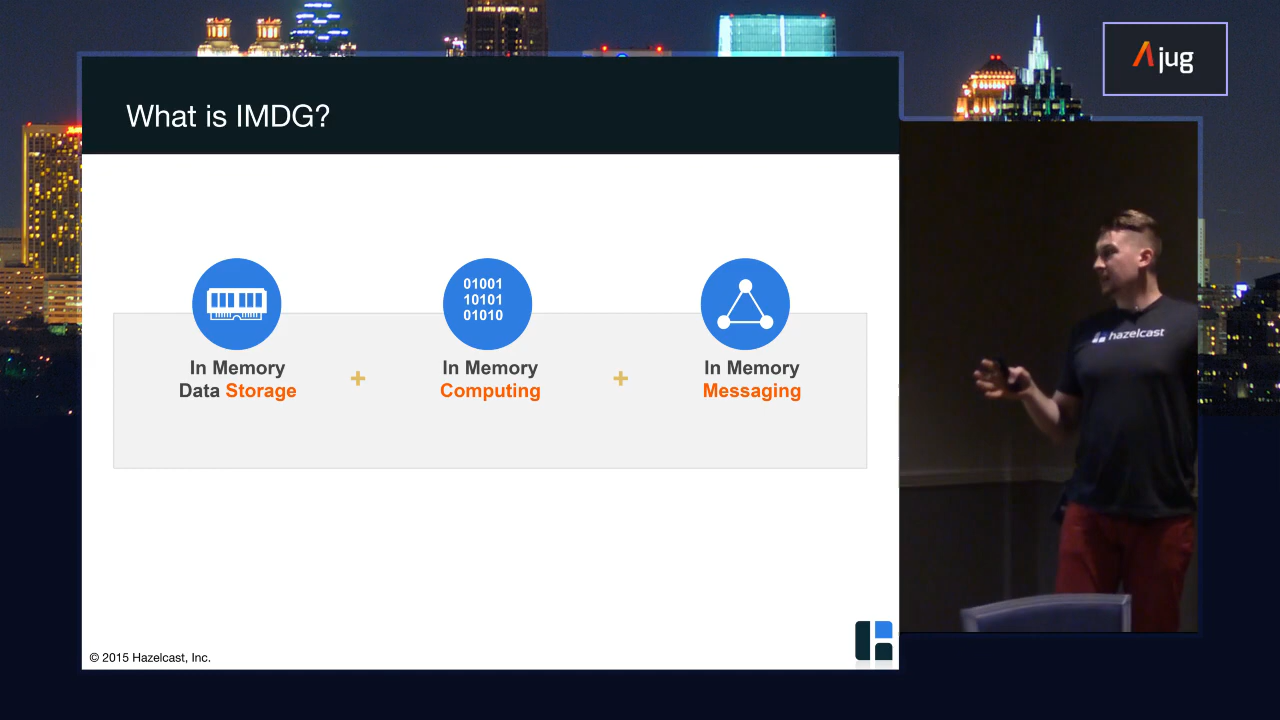 What is IMDG?
Λjug
01001
10101
01010
In Memory
Data Storage
+
In Memory
Computing
+
In Memory
Messaging
hazelcast
© 2015 Hazelcast, Inc.